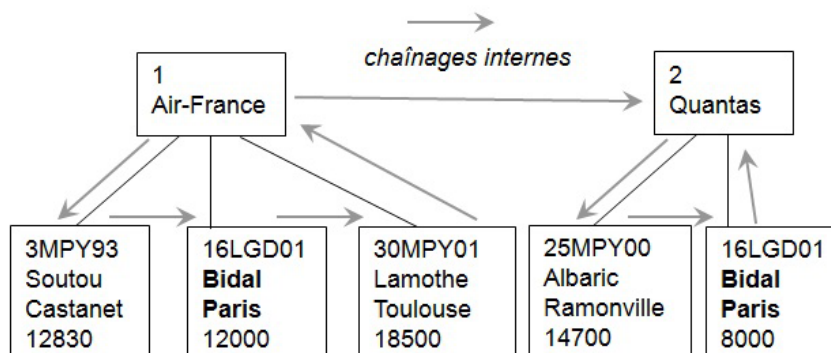 chaînages internes
1
Air-France
2
Quantas
3MPY93
Soutou
Castanet
12830
16LGD01
Bidal
Paris
12000
30MPY01
Lamothe
Toulouse
18500
25MPY00
Albaric
Ramonville
14700
16LGD01
Bidal
Paris
8000